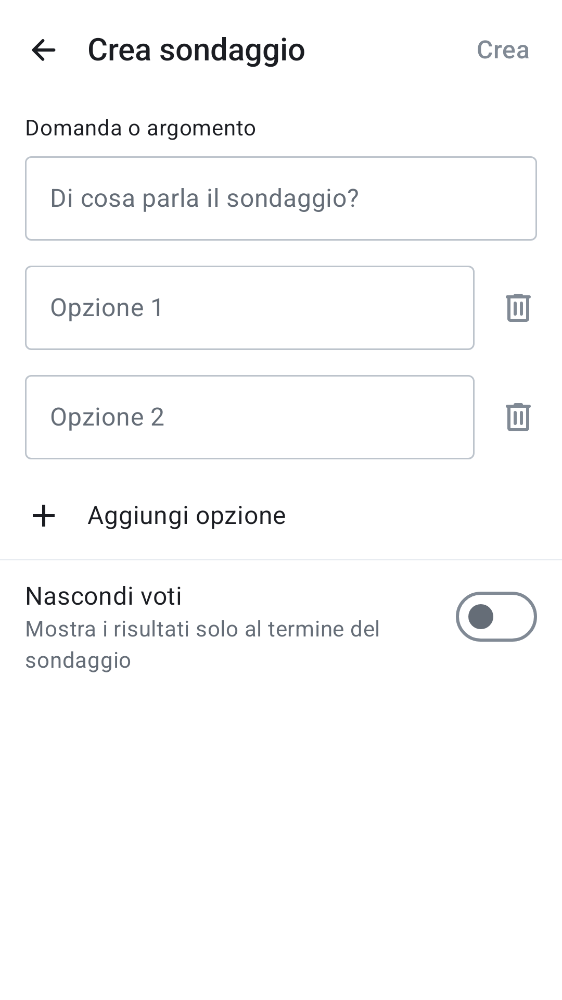 Crea sondaggio
Crea
Domanda o argomento
Di cosa parla il sondaggio?
Opzione 1
Opzione 2
Aggiungi opzione
Nascondi voti
Mostra i risultati solo al termine del
sondaggio